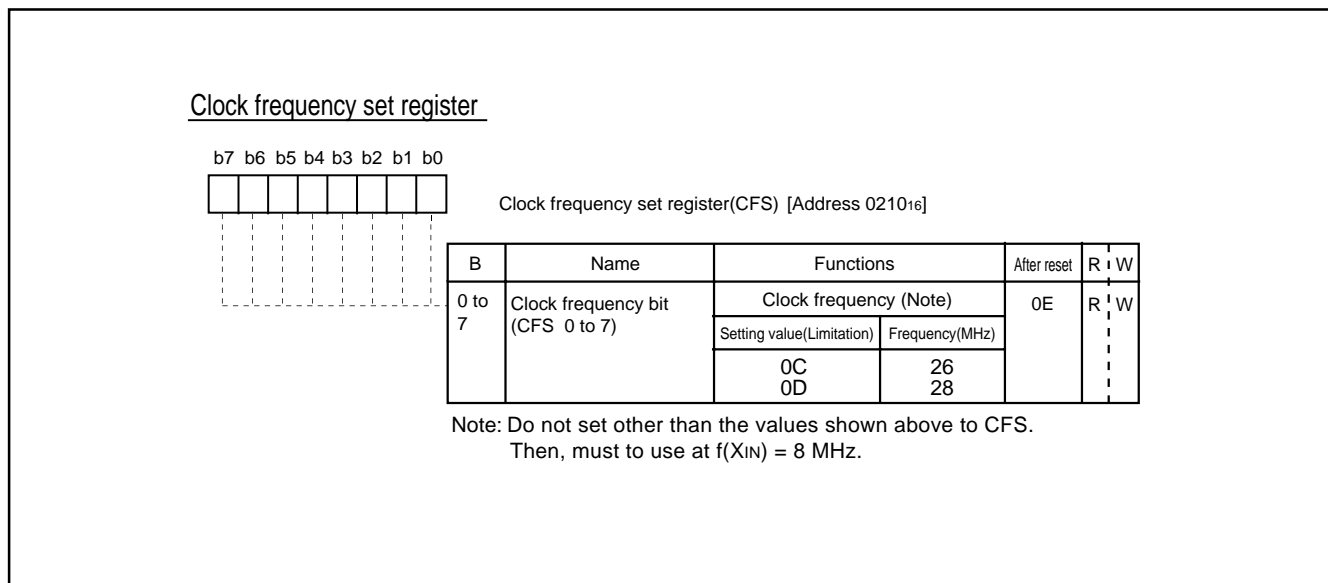 Clock frequency set register
b7 b6 b5 b4 b3 b2 b1 b0
Clock frequency set register(CFS) [Address 021016]
B Name Functions After reset R W
0 to 7 Clock frequency bit (CFS 0 to 7) Clock frequency (Note) 0E R W
Setting value(Limitation) Frequency(MHz)
0C 26
0D 28
Note: Do not set other than the values shown above to CFS.
Then, must to use at f(XIN) = 8 MHz.